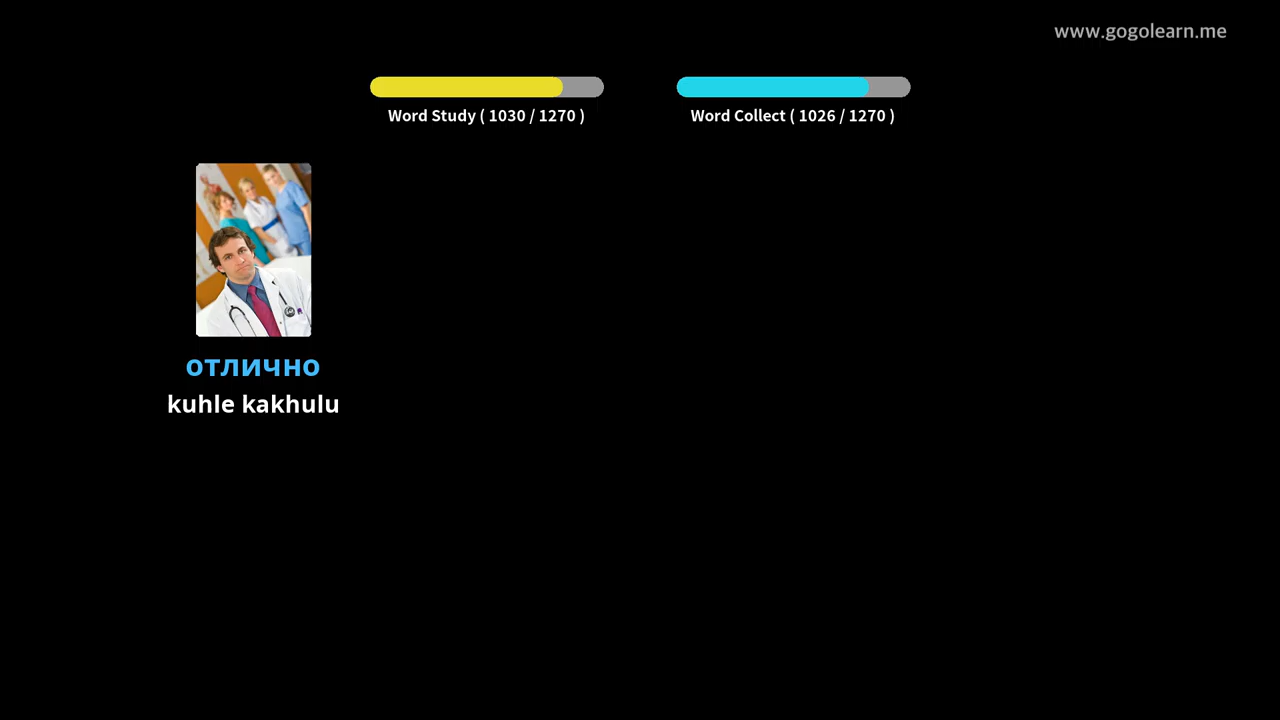 www.gogolearn.me
Word Study ( 1030 / 1270 )
Word Collect ( 1026 / 1270 )
отлично
kuhle kakhulu